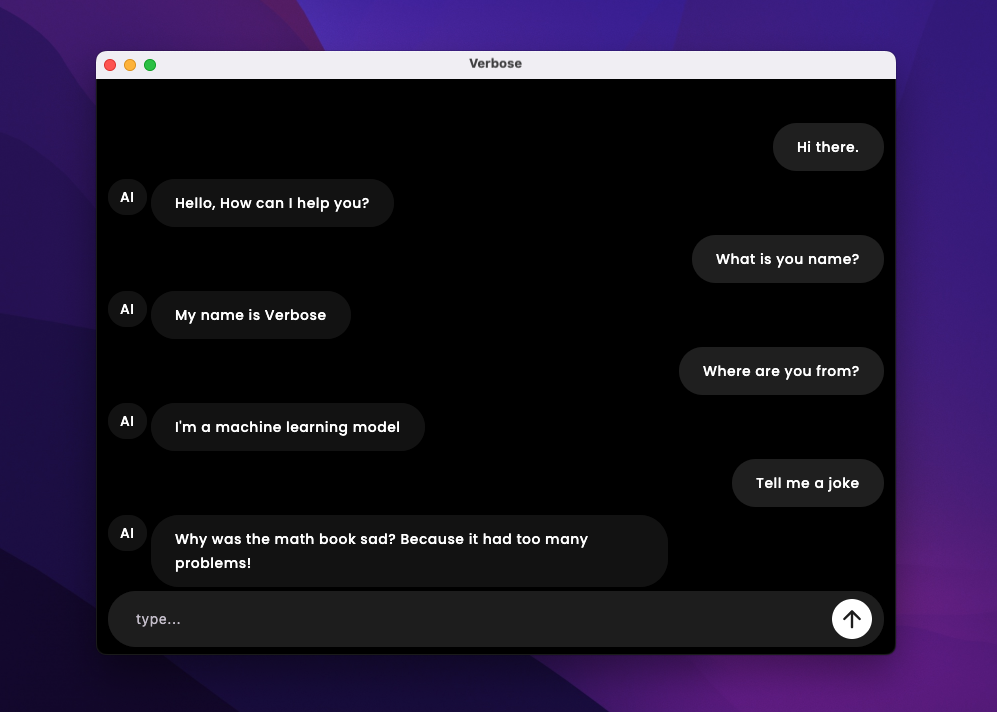 Verbose
Hi there.
AI
Hello, How can I help you?
What is you name?
AI
My name is Verbose
Where are you from?
AI
I'm a machine learning model
Tell me a joke
AI
Why was the math book sad? Because it had too many
problems!
type...